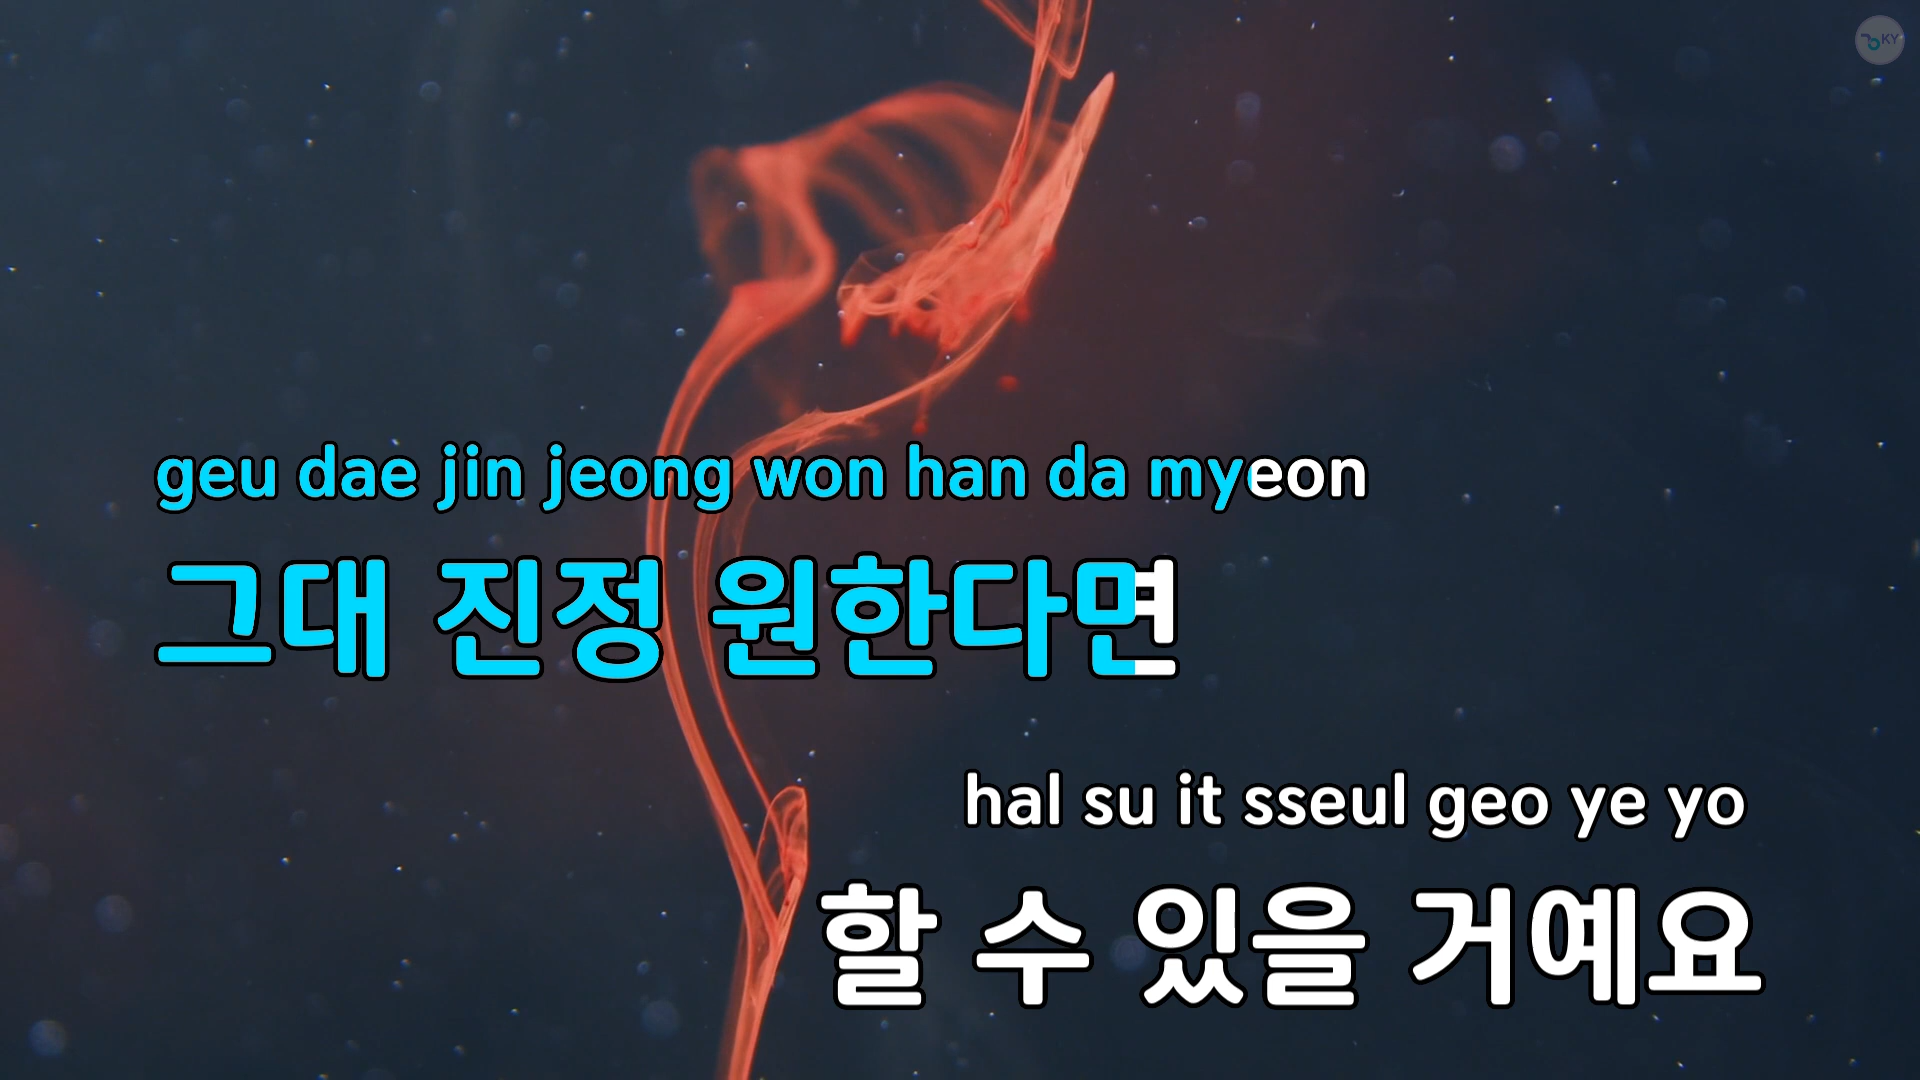 KY
geu dae jin jeong won han da myeon
그대 진정 원한다면
hal su it sseul geo ye yo
할 수 있을 거예요